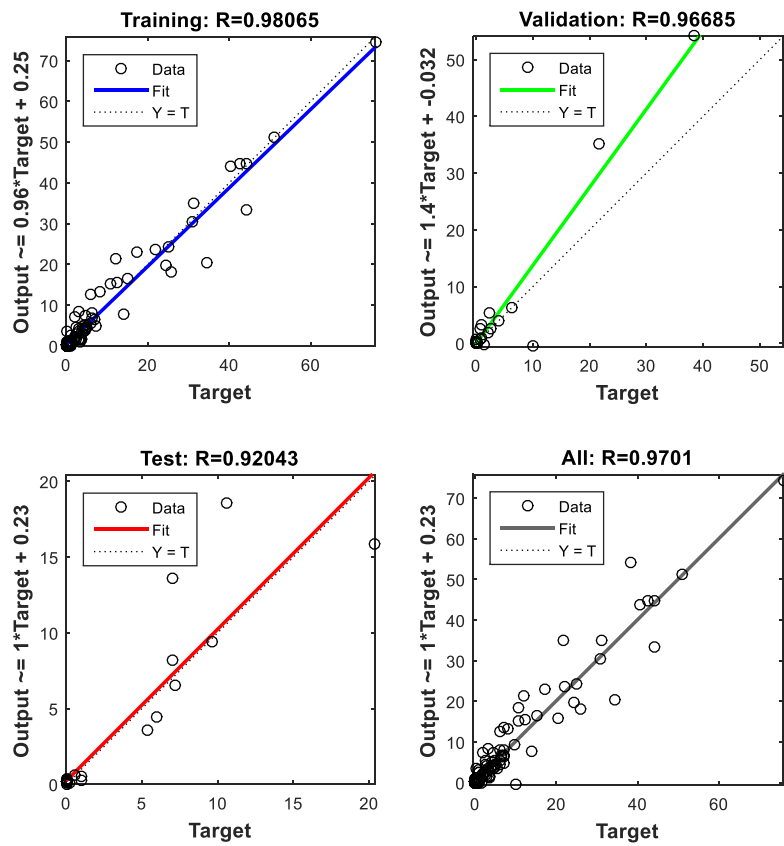 Training: R=0.98065
Output ~= 0.96*Target + 0.25
70
60
50
40
30
20
10
0
Data
Fit
Y = T
0
20
40
60
Target
Validation: R=0.96685
Output ~= 1.4*Target + -0.032
50
40
30
20
10
0
Data
Fit
Y = T
0
10
20
30
40
50
Target
Test: R=0.92043
Output ~= 1*Target + 0.23
20
15
10
5
0
Data
Fit
Y = T
0
5
10
15
20
Target
All: R=0.9701
Output ~= 1*Target + 0.23
70
60
50
40
30
20
10
0
Data
Fit
Y = T
0
20
40
60
Target